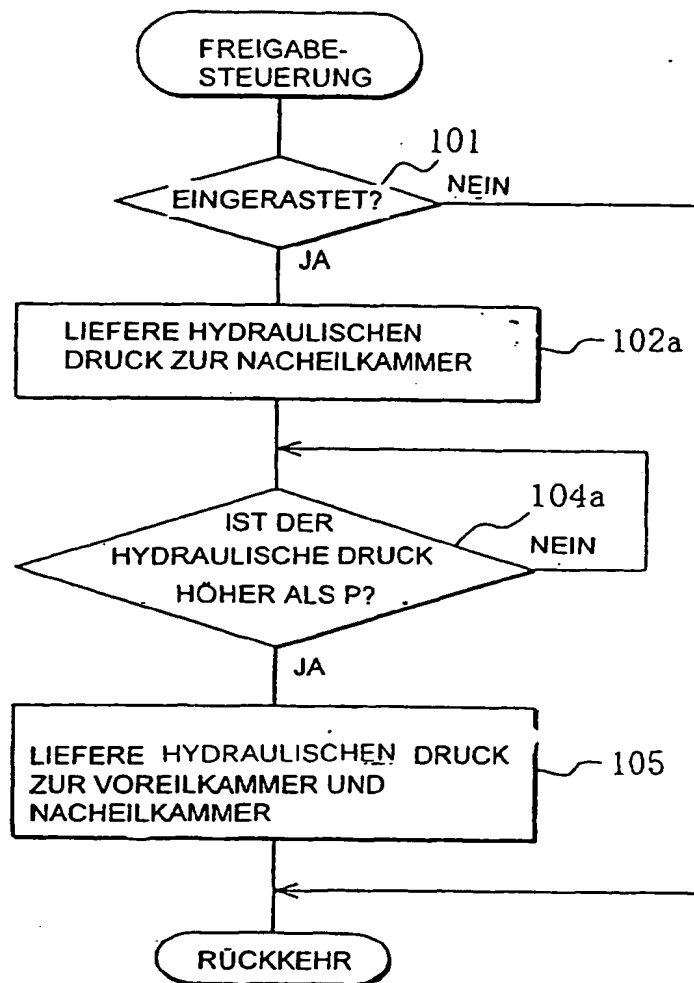 FREIGABE-
STEUERUNG
101
EINGERASTET?
NEIN
JA
LIEFERE HYDRAULISCHEN
DRUCK ZUR NACHEILKAMMER
102a
104a
IST DER
HYDRAULISCHE DRUCK
HÖHER ALS P?
NEIN
JA
LIEFERE HYDRAULISCHEN DRUCK
ZUR VOREILKAMMER UND
NACHEILKAMMER
105
RÜCKKEHR